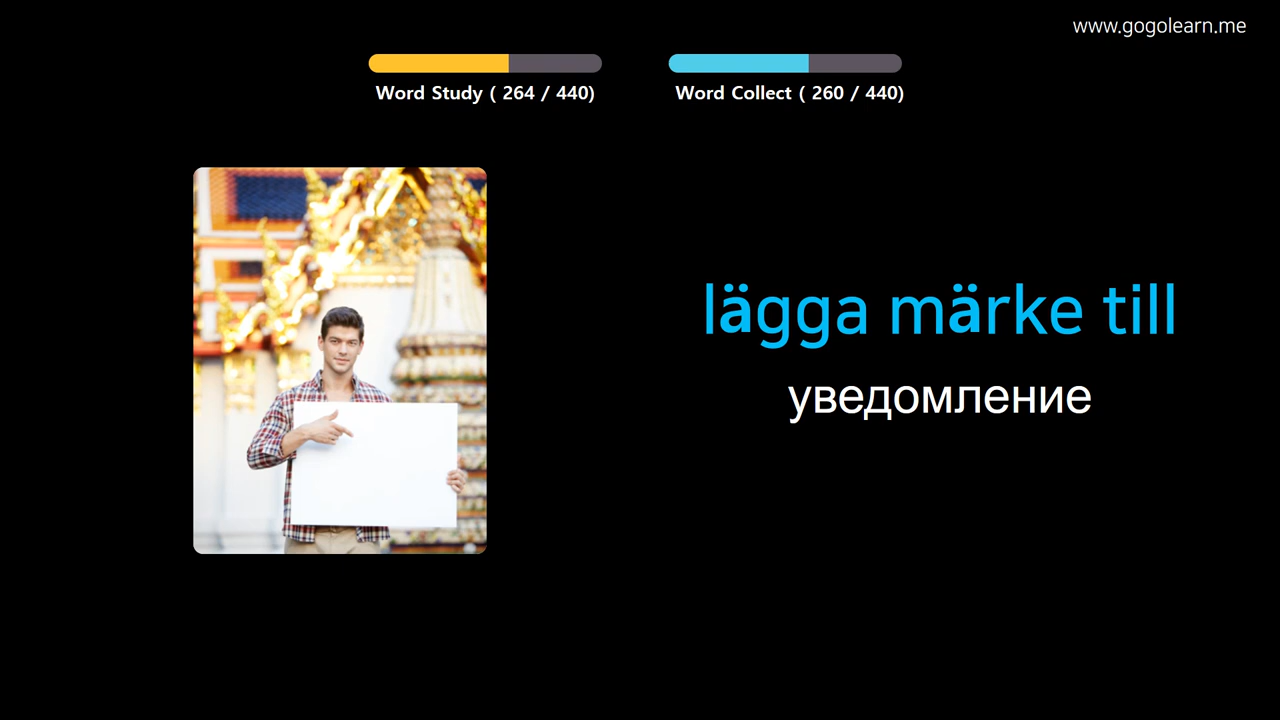 www.gogolearn.me
Word Study ( 264 / 440)
Word Collect ( 260 / 440)
lägga märke till
уведомление